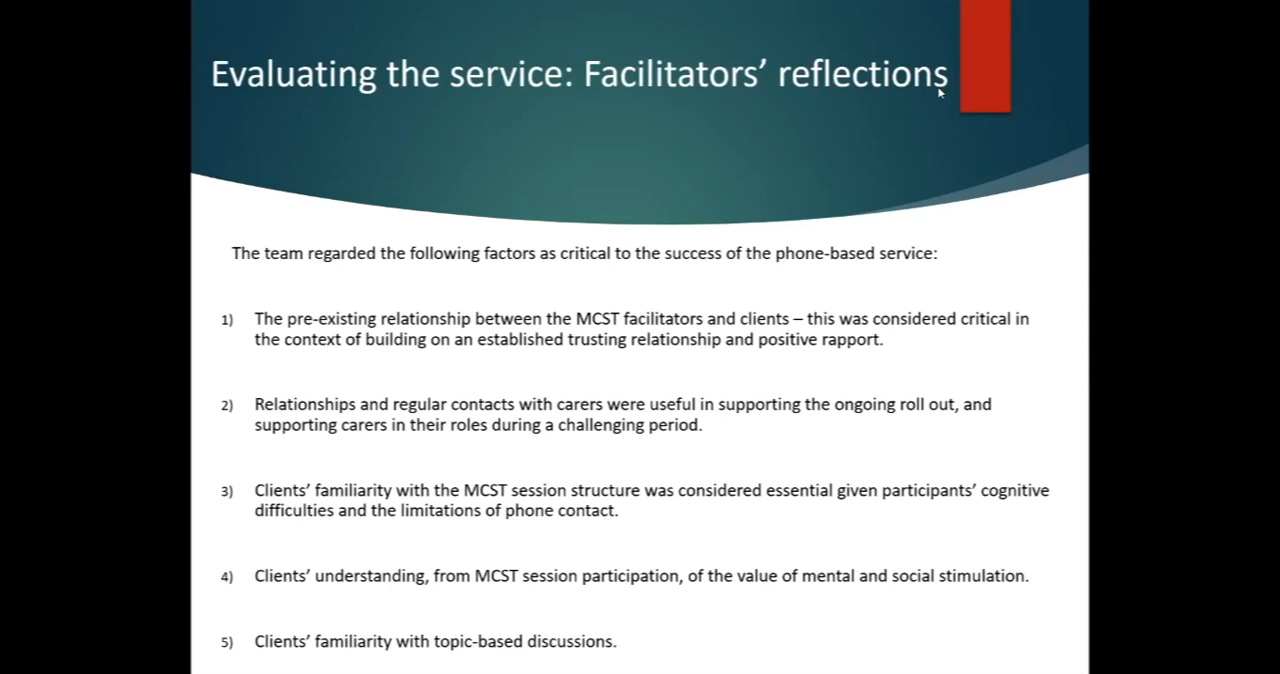 Evaluating the service: Facilitators’ reflections
The team regarded the following factors as critical to the success of the phone-based service:
1) The pre-existing relationship between the MCST facilitators and clients – this was considered critical in
the context of building on an established trusting relationship and positive rapport.
2) Relationships and regular contacts with carers were useful in supporting the ongoing roll out, and
supporting carers in their roles during a challenging period.
3) Clients’ familiarity with the MCST session structure was considered essential given participants’ cognitive
difficulties and the limitations of phone contact.
4) Clients’ understanding, from MCST session participation, of the value of mental and social stimulation.
5) Clients’ familiarity with topic-based discussions.